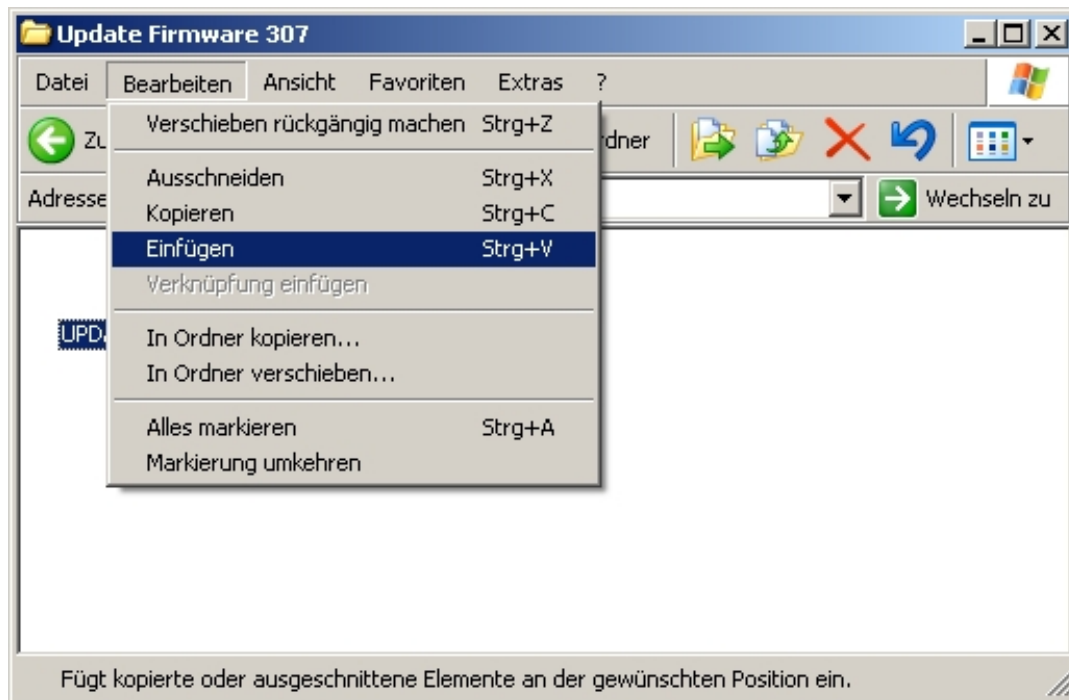 Update Firmware 307
Datei Bearbeiten Ansicht Favoriten Extras ?
Verschieben rückgängig machen Strg+Z
Ausschneiden Strg+X
Adresse
Wechseln zu
Kopieren Strg+C
Einfügen Strg+V
Verknüpfung einfügen
In Ordner kopieren...
In Ordner verschieben...
Alles markieren Strg+A
Markierung umkehren
Fügt kopierte oder ausgeschnittene Elemente an der gewünschten Position ein.